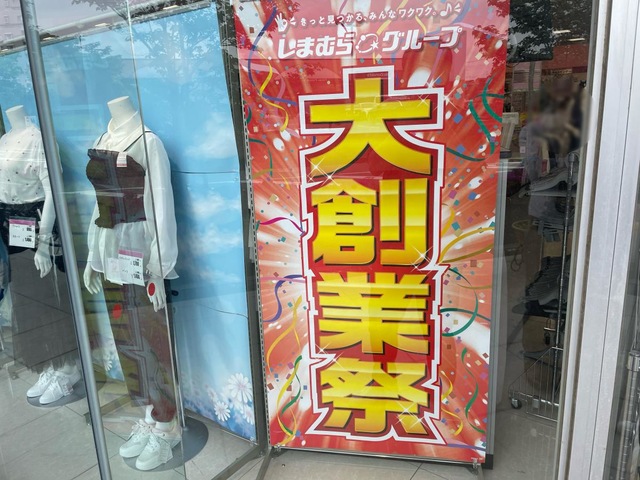 きっと見つかる、みんなワクワク。
しまむらグループ
大創業祭